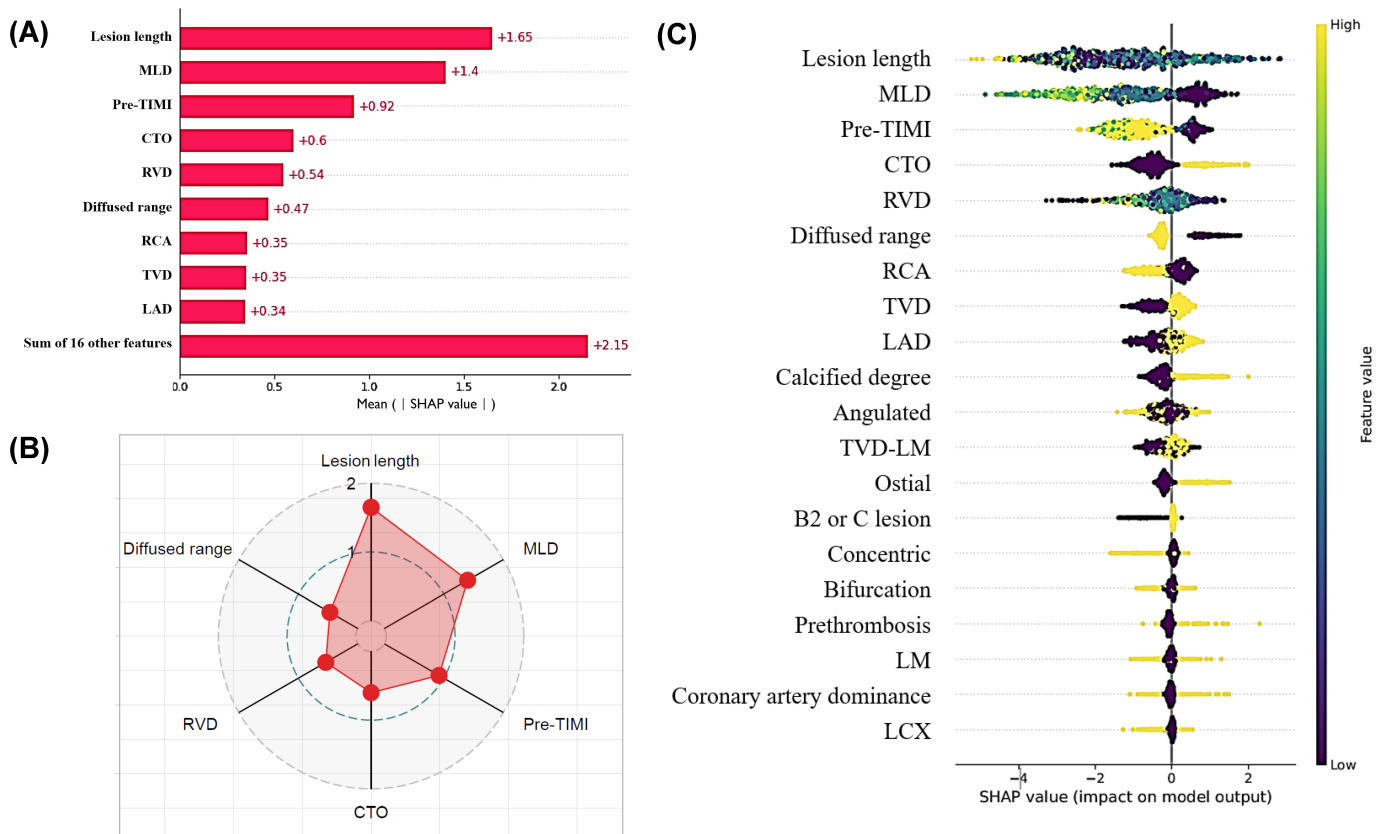 (A)
Lesion length
+1.65
MLD
+1.4
Pre-TIMI
+0.92
CTO
+0.6
RVD
+0.54
Diffused range
+0.47
RCA
+0.35
TVD
+0.35
LAD
+0.34
Sum of 16 other features
+2.15
0.0 0.5 1.0 1.5 2.0
Mean ( | SHAP value | )
(B)
Lesion length
2
1
Diffused range
MLD
RVD
Pre-TIMI
CTO
(C)
High
Lesion length
MLD
Pre-TIMI
CTO
RVD
Diffused range
RCA
TVD
LAD
Calcified degree
Angulated
TVD-LM
Ostial
B2 or C lesion
Concentric
Bifurcation
Prethrombosis
LM
Coronary artery dominance
LCX
Low
Feature value
−4 −2 0 2
SHAP value (impact on model output)